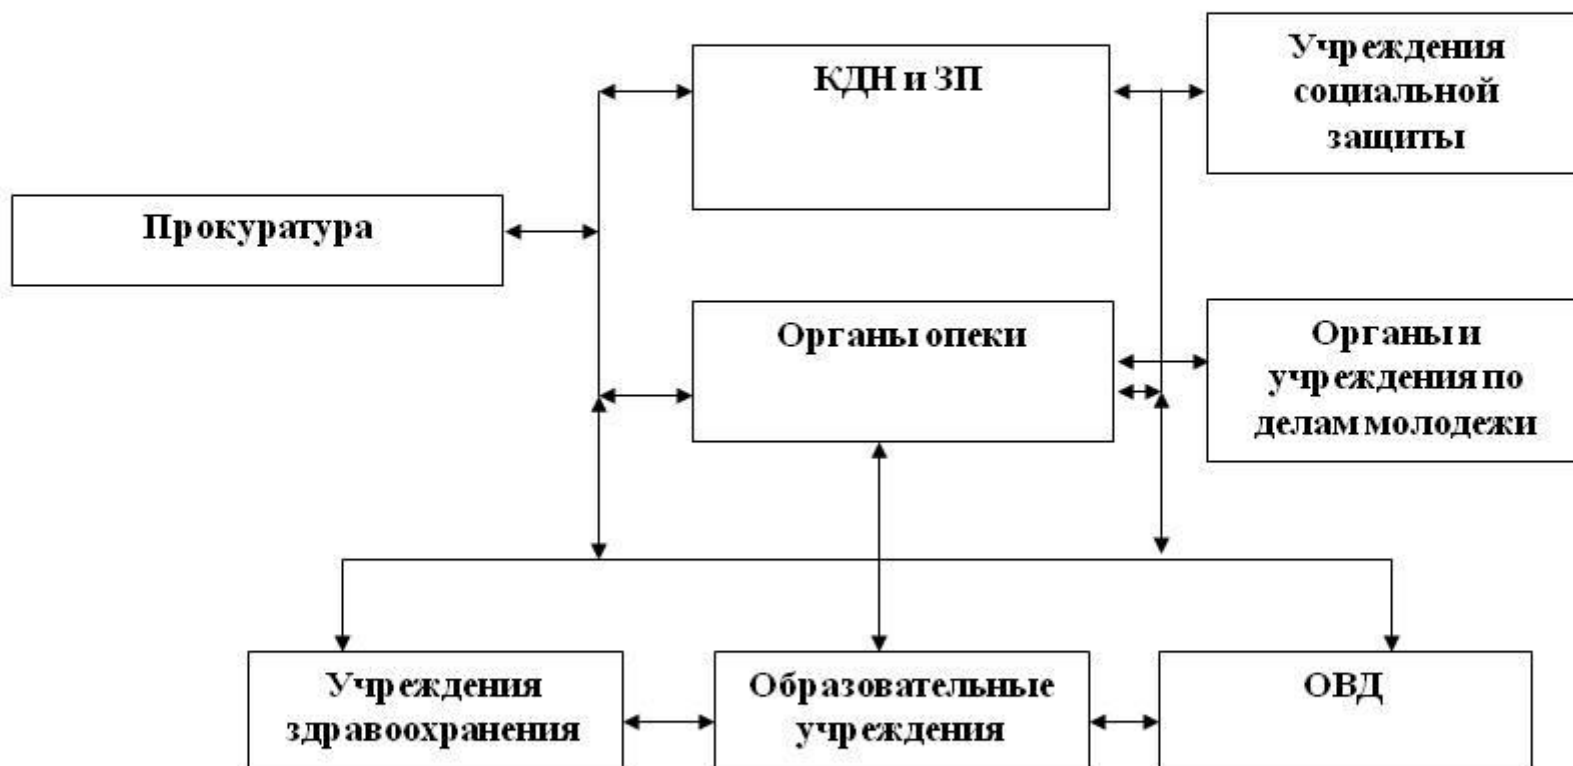 КДН и ЗП
Учреждения
социальной
защиты
Прокуратура
Органы опеки
Органы и
учреждения по
делам молодежи
Учреждения
здравоохранения
Образовательные
учреждения
ОВД